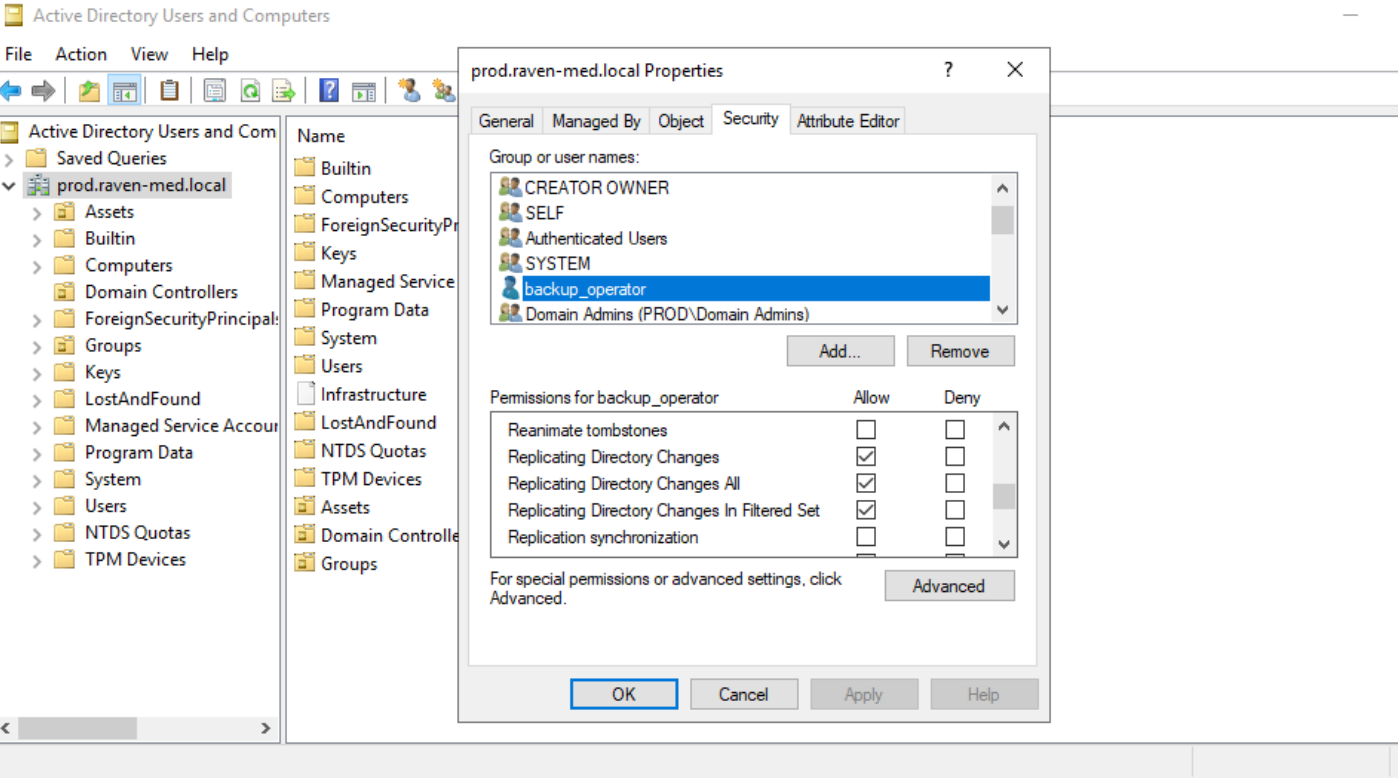 Active Directory Users and Computers
File Action View Help
Active Directory Users and Com
Saved Queries
prod.raven-med.local
Assets
Builtin
Computers
Domain Controllers
ForeignSecurityPrincipal:
Groups
Keys
LostAndFound
Managed Service Accour
Program Data
System
Users
NTDS Quotas
TPM Devices
Name
Builtin
Computers
ForeignSecurityPr
Keys
Managed Service
Program Data
System
Users
Infrastructure
LostAndFound
NTDS Quotas
TPM Devices
Assets
Domain Controlle
Groups
prod.raven-med.local Properties
?
General Managed By Object Security Attribute Editor
Group or user names:
CREATOR OWNER
SELF
Authenticated Users
SYSTEM
backup_operator
Domain Admins (PROD\Domain Admins)
Add... Remove
Permissions for backup_operator Allow Deny
Reanimate tombstones
Replicating Directory Changes
Replicating Directory Changes All
Replicating Directory Changes In Filtered Set
Replication synchronization
For special permissions or advanced settings, click
Advanced.
Advanced
OK Cancel Apply Help